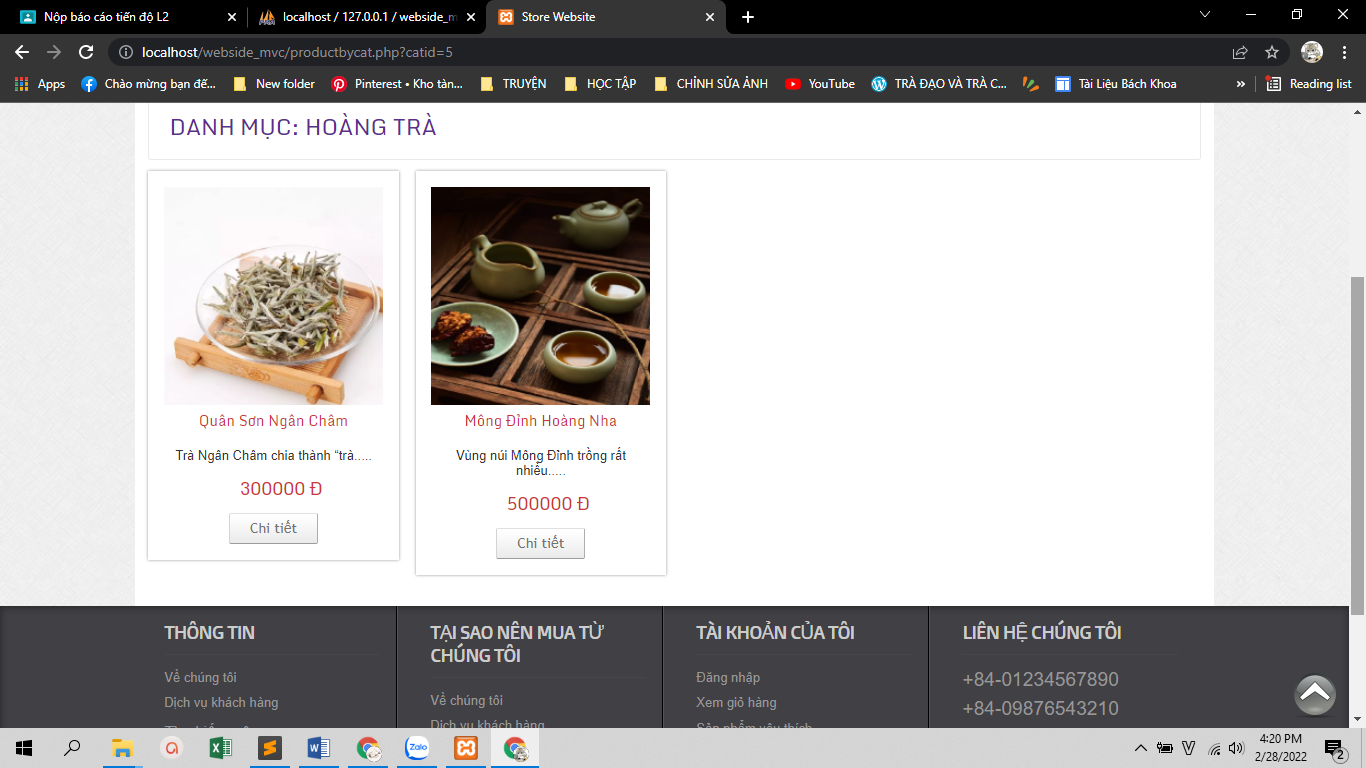 Nộp báo cáo tiến độ L2
localhost / 127.0.0.1 / webside_m
Store Website
localhost/webside_mvc/productbycat.php?catid=5
Apps
Chào mừng bạn đế...
New folder
Pinterest • Kho tàn...
TRUYỆN
HỌC TẬP
CHỈNH SỬA ẢNH
YouTube
TRÀ ĐẠO VÀ TRÀ C...
Tài Liệu Bách Khoa
»
Reading list
DANH MỤC: HOÀNG TRÀ
Quân Sơn Ngân Châm
Trà Ngân Châm chia thành “trà.....
300000 Đ
Chi tiết
Mông Đỉnh Hoàng Nha
Vùng núi Mông Đỉnh trồng rất
nhiều.....
500000 Đ
Chi tiết
THÔNG TIN
Về chúng tôi
Dịch vụ khách hàng
TẠI SAO NÊN MUA TỪ
CHÚNG TÔI
Về chúng tôi
Dịch vụ khách hàng
TÀI KHOẢN CỦA TÔI
Đăng nhập
Xem giỏ hàng
Sản phẩm yêu thích
LIÊN HỆ CHÚNG TÔI
+84-01234567890
+84-09876543210
Zalo
4:20 PM
2/28/2022
2